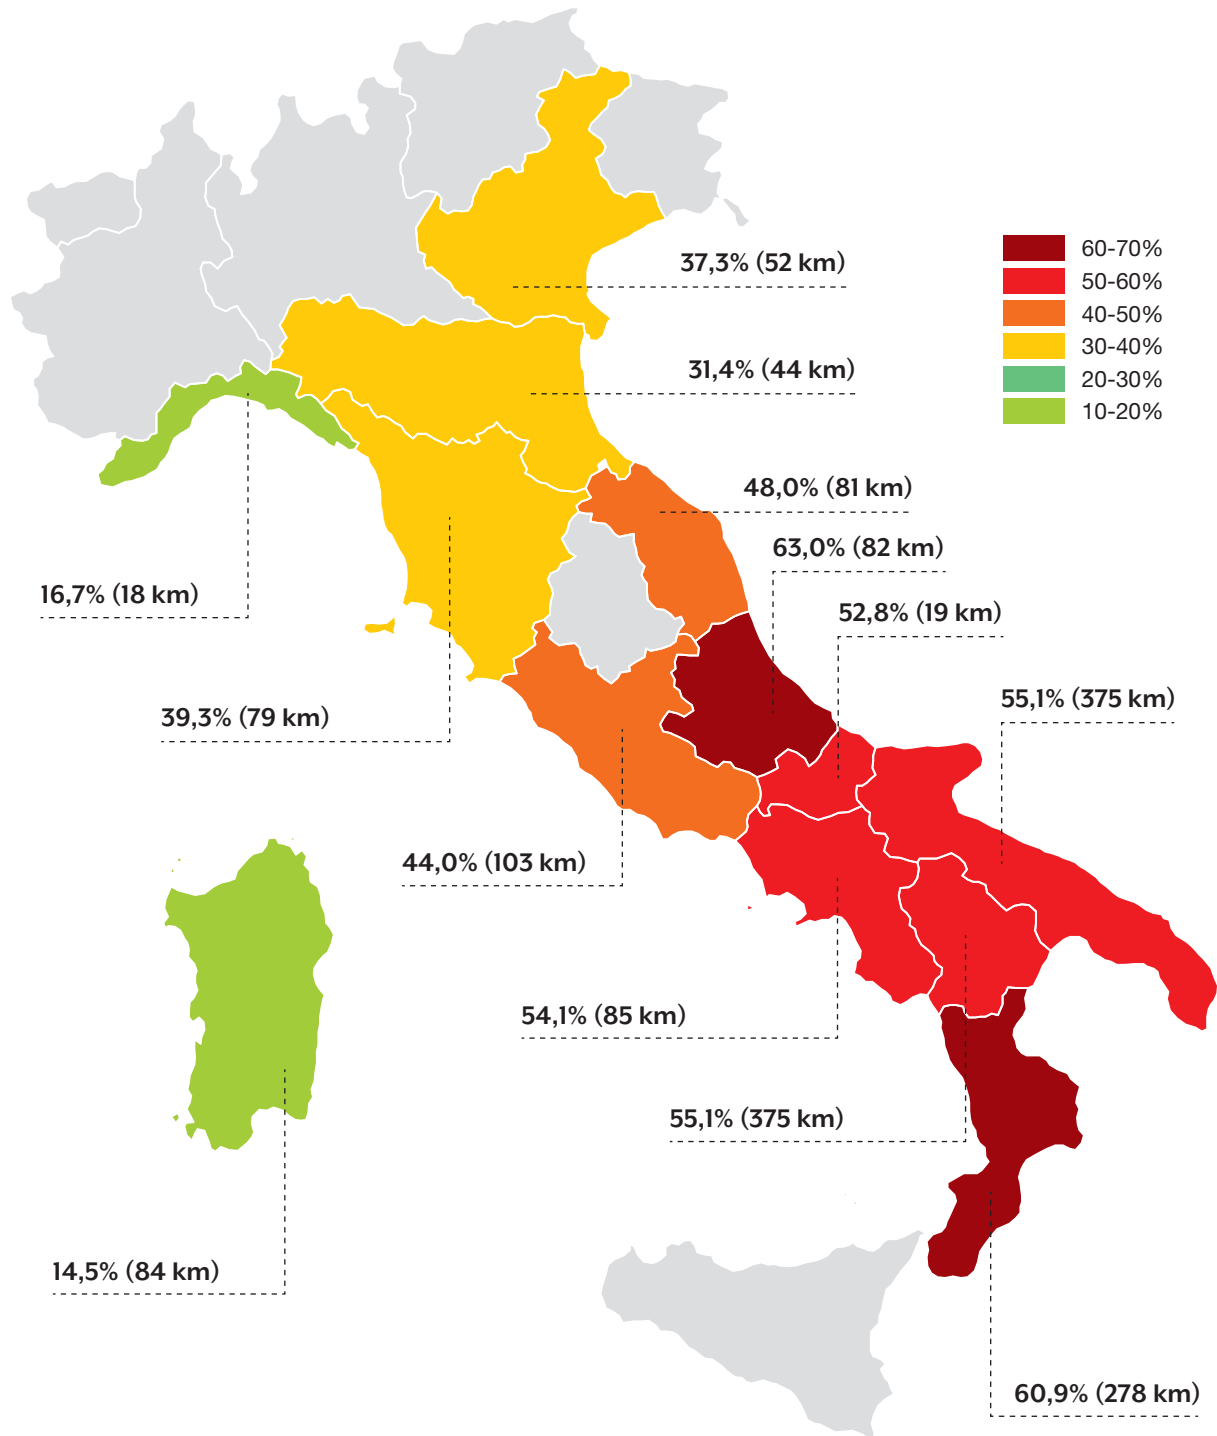 37,3% (52 km)
60-70%
50-60%
40-50%
30-40%
20-30%
10-20%
31,4% (44 km)
48,0% (81 km)
63,0% (82 km)
16,7% (18 km)
52,8% (19 km)
39,3% (79 km)
55,1% (375 km)
44,0% (103 km)
54,1% (85 km)
55,1% (375 km)
14,5% (84 km)
60,9% (278 km)